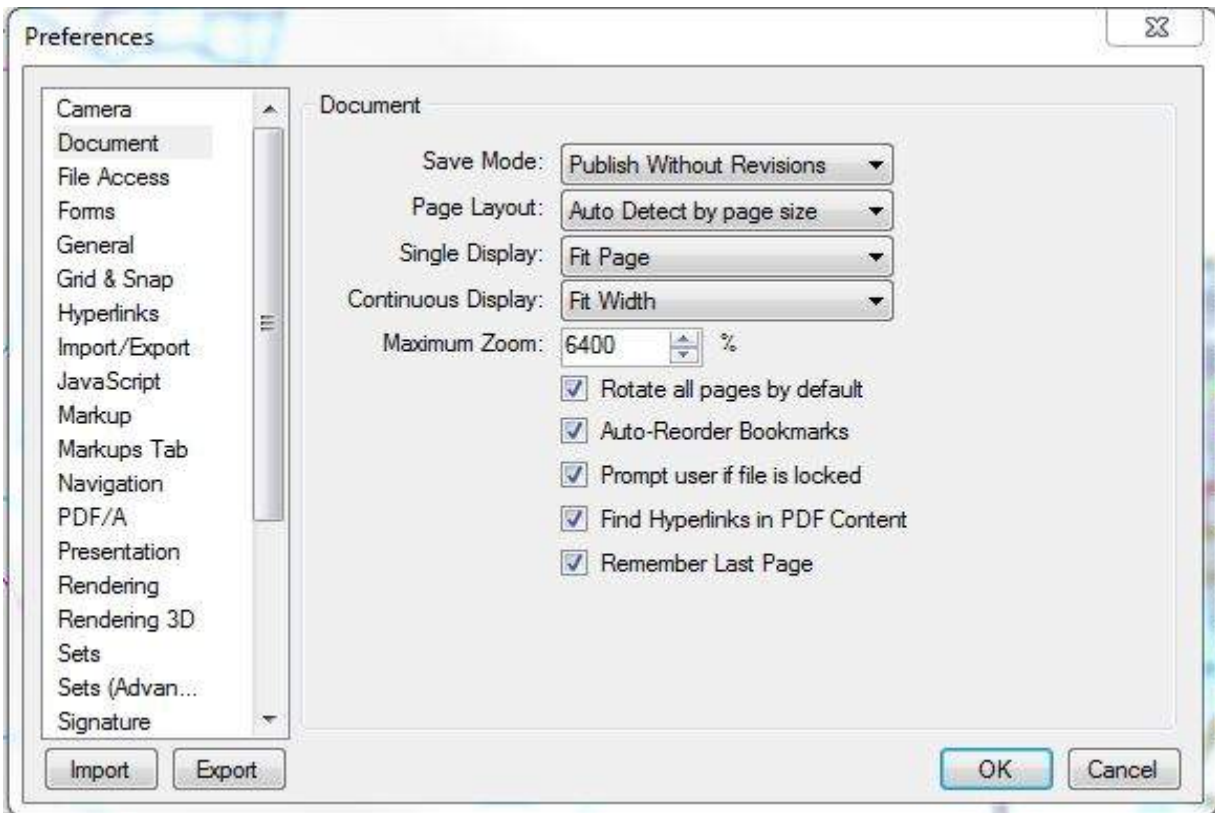 Preferences
Camera
Document
File Access
Forms
General
Grid & Snap
Hyperlinks
Import/Export
JavaScript
Markup
Markups Tab
Navigation
PDF/A
Presentation
Rendering
Rendering 3D
Sets
Sets (Advan...
Signature
Import Export
Document
Save Mode: Publish Without Revisions
Page Layout: Auto Detect by page size
Single Display: Fit Page
Continuous Display: Fit Width
Maximum Zoom: 6400 %
Rotate all pages by default
Auto-Reorder Bookmarks
Prompt user if file is locked
Find Hyperlinks in PDF Content
Remember Last Page
OK Cancel